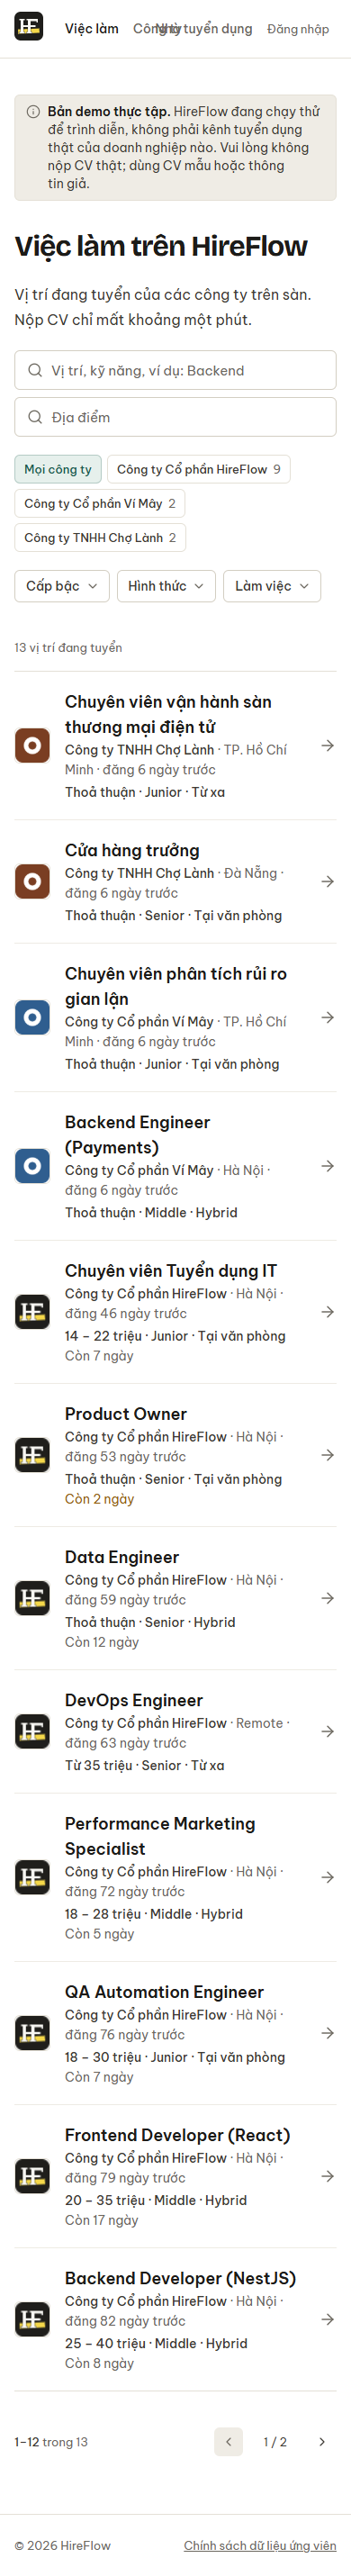 HF Việc làm Công ty Nhà tuyển dụng Đăng nhập
Bản demo thực tập. HireFlow đang chạy thử
để trình diễn, không phải kênh tuyển dụng
thật của doanh nghiệp nào. Vui lòng không
nộp CV thật; dùng CV mẫu hoặc thông
tin giả.
Việc làm trên HireFlow
Vị trí đang tuyển của các công ty trên sàn.
Nộp CV chỉ mất khoảng một phút.
Vị trí, kỹ năng, ví dụ: Backend
Địa điểm
Mọi công ty Công ty Cổ phần HireFlow 9
Công ty Cổ phần Ví Mây 2
Công ty TNHH Chợ Lành 2
Cấp bậc Hình thức Làm việc
13 vị trí đang tuyển
Chuyên viên vận hành sàn
thương mại điện tử
Công ty TNHH Chợ Lành · TP. Hồ Chí
Minh · đăng 6 ngày trước
Thoả thuận · Junior · Từ xa
Cửa hàng trưởng
Công ty TNHH Chợ Lành · Đà Nẵng ·
đăng 6 ngày trước
Thoả thuận · Senior · Tại văn phòng
Chuyên viên phân tích rủi ro
gian lận
Công ty Cổ phần Ví Mây · TP. Hồ Chí
Minh · đăng 6 ngày trước
Thoả thuận · Junior · Tại văn phòng
Backend Engineer
(Payments)
Công ty Cổ phần Ví Mây · Hà Nội ·
đăng 6 ngày trước
Thoả thuận · Middle · Hybrid
Chuyên viên Tuyển dụng IT
HF Công ty Cổ phần HireFlow · Hà Nội ·
đăng 46 ngày trước
14 – 22 triệu · Junior · Tại văn phòng
Còn 7 ngày
Product Owner
HF Công ty Cổ phần HireFlow · Hà Nội ·
đăng 53 ngày trước
Thoả thuận · Senior · Tại văn phòng
Còn 2 ngày
Data Engineer
HF Công ty Cổ phần HireFlow · Hà Nội ·
đăng 59 ngày trước
Thoả thuận · Senior · Hybrid
Còn 12 ngày
DevOps Engineer
HF Công ty Cổ phần HireFlow · Remote ·
đăng 63 ngày trước
Từ 35 triệu · Senior · Từ xa
Performance Marketing
Specialist
HF Công ty Cổ phần HireFlow · Hà Nội ·
đăng 72 ngày trước
18 – 28 triệu · Middle · Hybrid
Còn 5 ngày
QA Automation Engineer
HF Công ty Cổ phần HireFlow · Hà Nội ·
đăng 76 ngày trước
18 – 30 triệu · Junior · Tại văn phòng
Còn 7 ngày
Frontend Developer (React)
HF Công ty Cổ phần HireFlow · Hà Nội ·
đăng 79 ngày trước
20 – 35 triệu · Middle · Hybrid
Còn 17 ngày
Backend Developer (NestJS)
HF Công ty Cổ phần HireFlow · Hà Nội ·
đăng 82 ngày trước
25 – 40 triệu · Middle · Hybrid
Còn 8 ngày
1–12 trong 13 1 / 2
© 2026 HireFlow Chính sách dữ liệu ứng viên